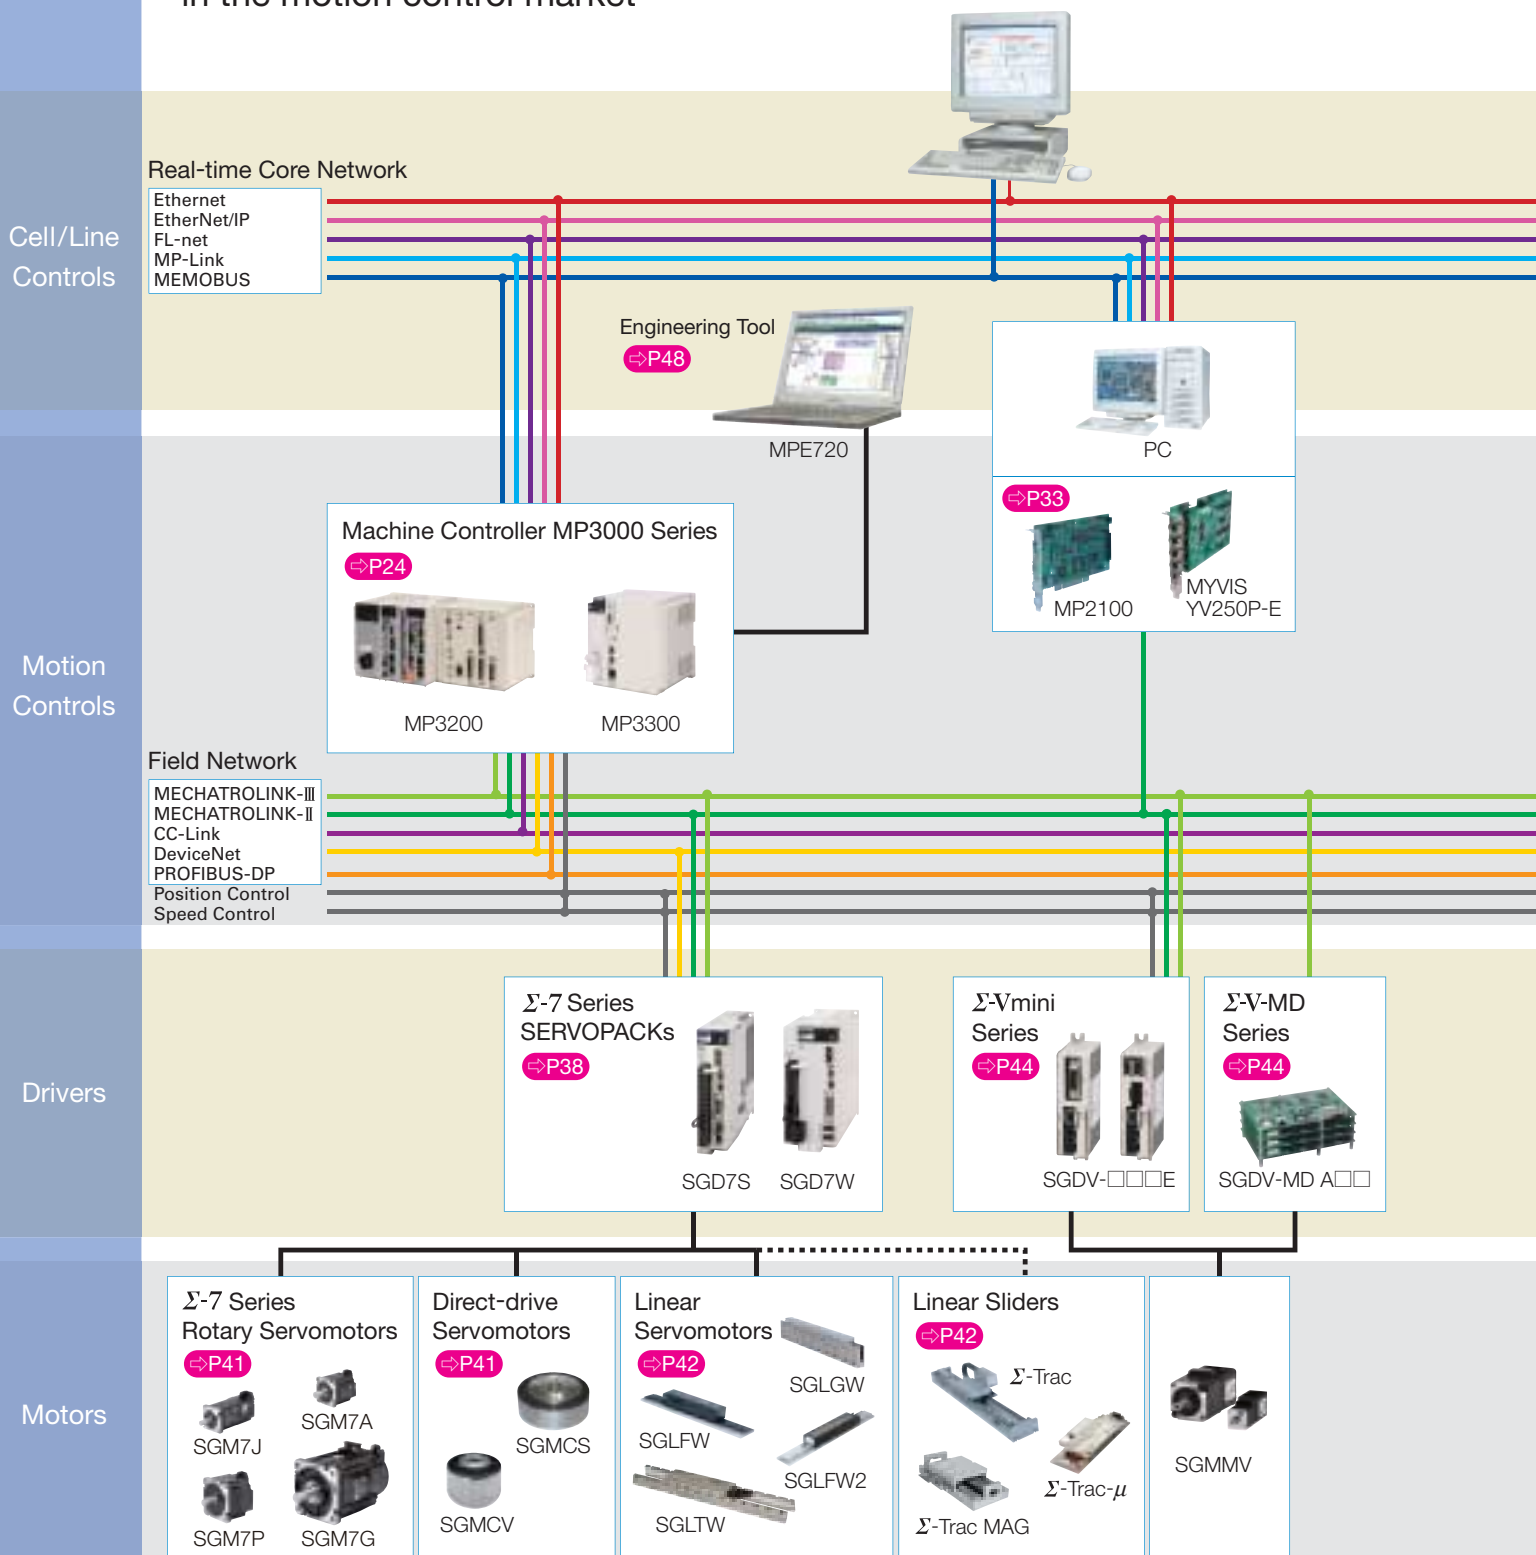 in the motion control market
Real-time Core Network
Ethernet
EtherNet/IP
FL-net
MP-Link
MEMOBUS
Cell/Line
Controls
Engineering Tool
⇨P48
MPE720
PC
⇨P33
MP2100
MYVIS
YV250P-E
Machine Controller MP3000 Series
⇨P24
MP3200
MP3300
Motion
Controls
Field Network
MECHATROLINK-Ⅲ
MECHATROLINK-Ⅱ
CC-Link
DeviceNet
PROFIBUS-DP
Position Control
Speed Control
Drivers
Σ-7 Series
SERVOPACKs
⇨P38
SGD7S
SGD7W
Σ-Vmini
Series
⇨P44
SGDV-□□□E
Σ-V-MD
Series
⇨P44
SGDV-MD A□□
Motors
Σ-7 Series
Rotary Servomotors
⇨P41
SGM7J
SGM7A
SGM7P
SGM7G
Direct-drive
Servomotors
⇨P41
SGMCS
SGMCV
Linear
Servomotors
⇨P42
SGLGW
SGLFW
SGLFW2
SGLTW
Linear Sliders
⇨P42
Σ-Trac
Σ-Trac-μ
Σ-Trac MAG
SGMMV